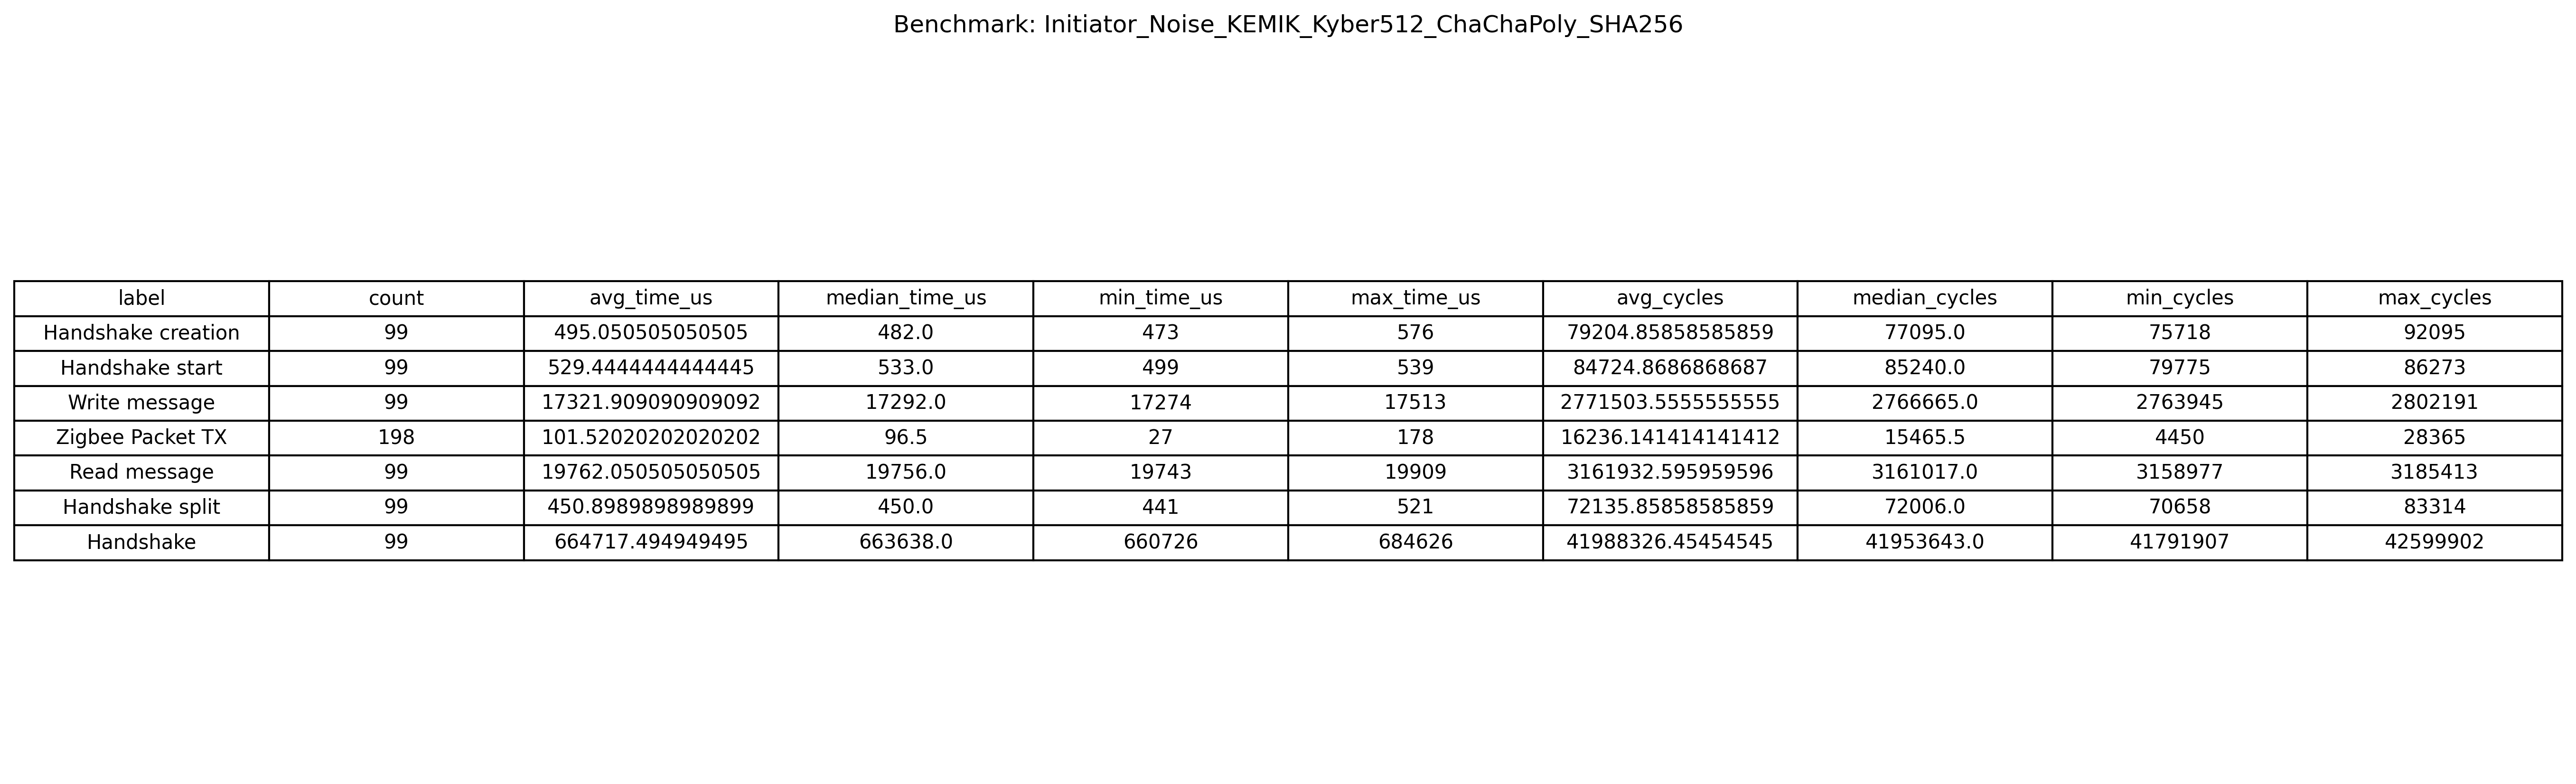 Benchmark: Initiator_Noise_KEMIK_Kyber512_ChaChaPoly_SHA256
label count avg_time_us median_time_us min_time_us max_time_us avg_cycles median_cycles min_cycles max_cycles
Handshake creation 99 495.050505050505 482.0 473 576 79204.85858585859 77095.0 75718 92095
Handshake start 99 529.4444444444445 533.0 499 539 84724.8686868687 85240.0 79775 86273
Write message 99 17321.909090909092 17292.0 17274 17513 2771503.5555555555 2766665.0 2763945 2802191
Zigbee Packet TX 198 101.52020202020202 96.5 27 178 16236.141414141412 15465.5 4450 28365
Read message 99 19762.050505050505 19756.0 19743 19909 3161932.595959596 3161017.0 3158977 3185413
Handshake split 99 450.8989898989899 450.0 441 521 72135.85858585859 72006.0 70658 83314
Handshake 99 664717.494949495 663638.0 660726 684626 41988326.45454545 41953643.0 41791907 42599902